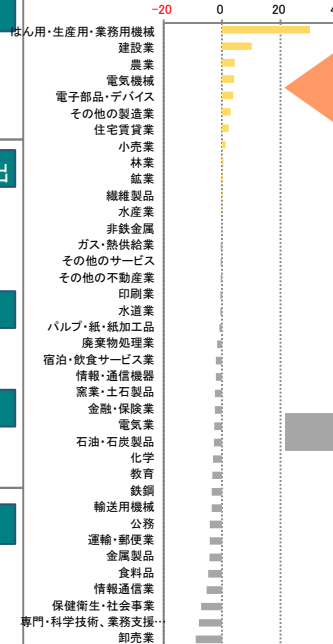 -20 0 20 4
はん用・生産用・業務用機械
建設業
農業
電気機械
電子部品・デバイス
その他の製造業
住宅賃貸業
小売業
林業
鉱業
繊維製品
水産業
非鉄金属
ガス・熱供給業
その他のサービス
その他の不動産業
印刷業
水道業
パルプ・紙・紙加工品
廃棄物処理業
宿泊・飲食サービス業
情報・通信機器
窯業・土石製品
金融・保険業
電気業
石油・石炭製品
化学
教育
鉄鋼
輸送用機械
公務
運輸・郵便業
金属製品
食料品
情報通信業
保健衛生・社会事業
専門・科学技術、業務支援…
卸売業
出